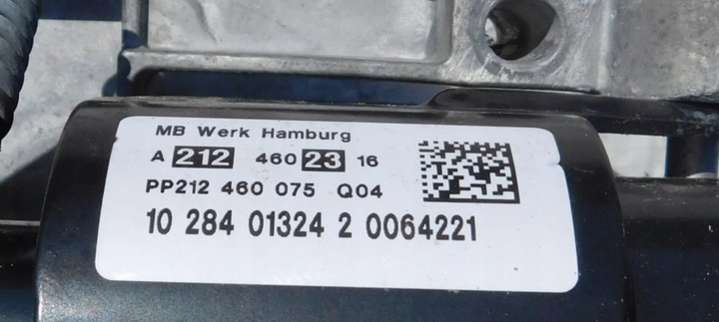 MB Werk Hamburg
A 212 460 23 16
PP212 460 075 Q04
10 284 01324 2 0064221